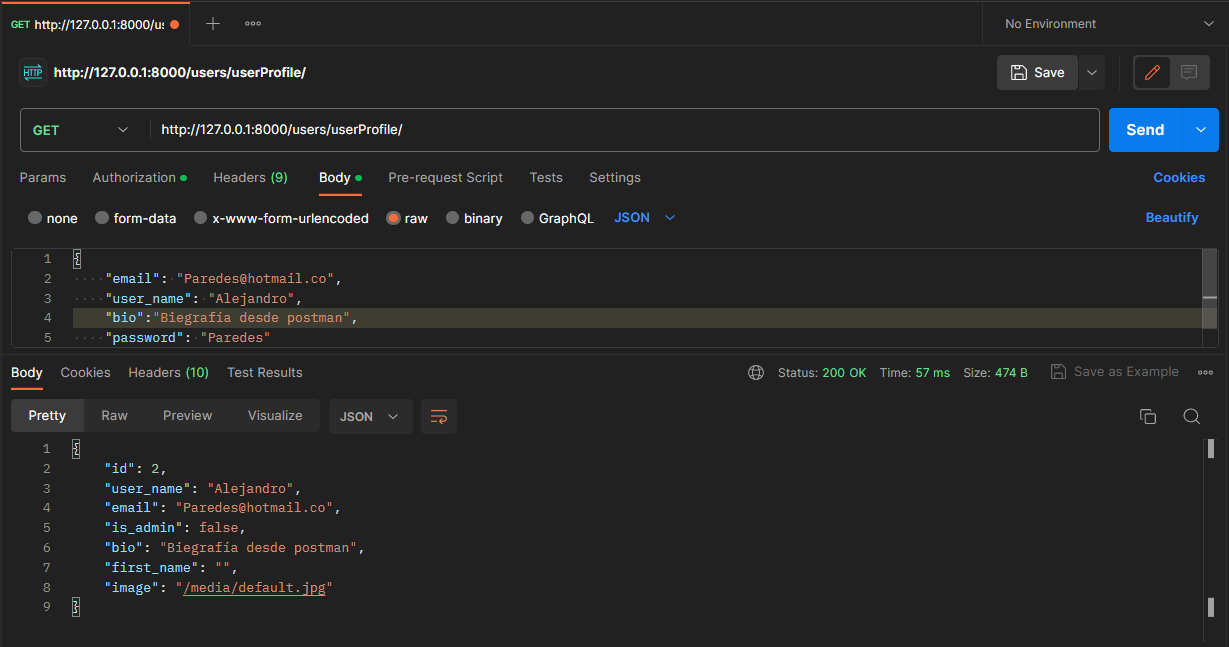 GET http://127.0.0.1:8000/us
No Environment
HTTP http://127.0.0.1:8000/users/userProfile/
Save
GET http://127.0.0.1:8000/users/userProfile/
Send
Params Authorization Headers (9) Body Pre-request Script Tests Settings Cookies
none form-data x-www-form-urlencoded raw binary GraphQL JSON Beautify
1 {
2 "email": "Paredes@hotmail.co",
3 "user_name": "Alejandro",
4 "bio":"Biegrafía desde postman",
5 "password": "Paredes"
Body Cookies Headers (10) Test Results Status: 200 OK Time: 57 ms Size: 474 B Save as Example
Pretty Raw Preview Visualize JSON
1 {
2 "id": 2,
3 "user_name": "Alejandro",
4 "email": "Paredes@hotmail.co",
5 "is_admin": false,
6 "bio": "Biegrafía desde postman",
7 "first_name": "",
8 "image": "/media/default.jpg"
9 }